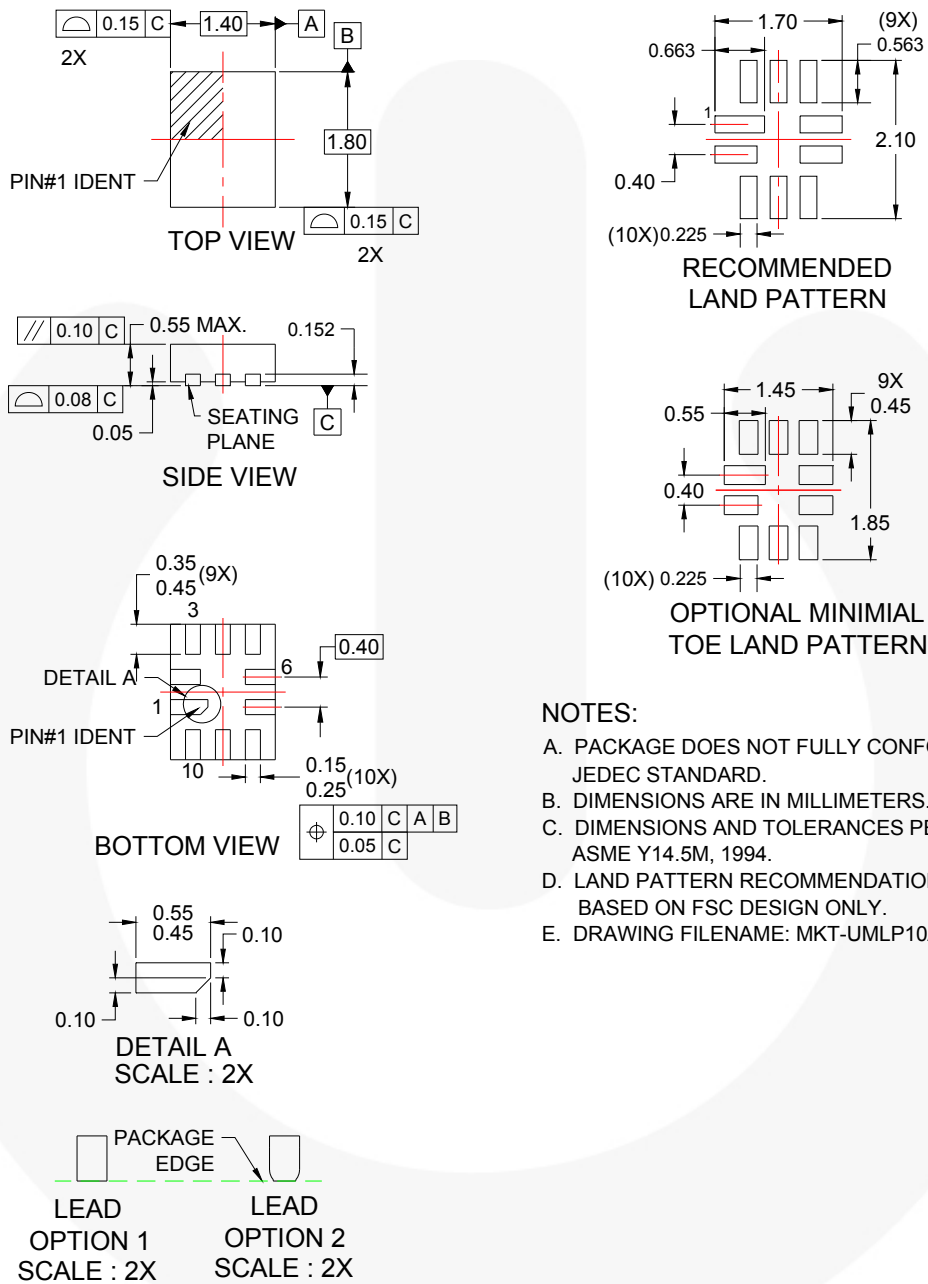 0.15 C
1.40
A
B
2X
1.80
PIN#1 IDENT
TOP VIEW
0.15 C
2X
1.70
(9X)
0.563
0.663
1
2.10
0.40
(10X) 0.225
RECOMMENDED
LAND PATTERN
// 0.10 C
0.55 MAX.
0.152
0.08 C
0.05
SEATING
PLANE
C
SIDE VIEW
1.45
9X
0.45
0.55
0.40
1.85
(10X) 0.225
OPTIONAL MINIMIAL
TOE LAND PATTERN
0.35
0.45 (9X)
3
0.40
DETAIL A
6
1
PIN#1 IDENT
10
0.15
0.25 (10X)
0.10 C A B
0.05 C
BOTTOM VIEW
NOTES:
A. PACKAGE DOES NOT FULLY
JEDEC STANDARD.
B. DIMENSIONS ARE IN MILLIMETERS.
C. DIMENSIONS AND TOLERANCES
ASME Y14.5M, 1994.
D. LAND PATTERN
BASED ON FSC DESIGN ONLY.
E. DRAWING FILENAME:
0.55
0.45
0.10
0.10
0.10
DETAIL A
SCALE : 2X
PACKAGE
EDGE
LEAD
OPTION 1
SCALE : 2X
LEAD
OPTION 2
SCALE : 2X